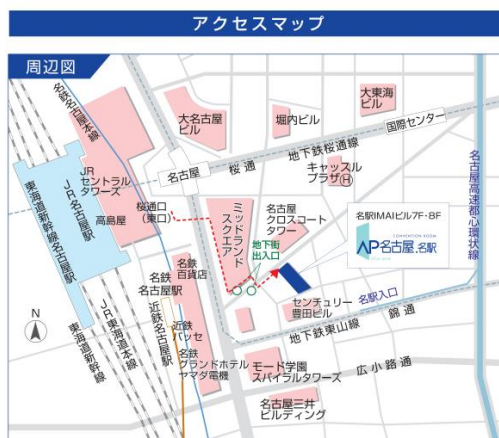 アクセスマップ
周辺図
名鉄名古屋本線
大名古屋
ビル
堀内ビル
大東海
ビル
国際センター
地下鉄桜通線
名古屋
桜通
キャッスル
プラザ
H
JR
セントラル
タワーズ
高島屋
桜通口
(東口)
ミッドランド
スクエア
名古屋
クロスコート
タワー
地下街
出入口
名駅IMAIビル7F・8F
CONVENTION ROOM
AP名古屋.名駅
名古屋高速都心環状線
JR名古屋駅
東海道新幹線名古屋駅
名鉄
百貨店
名鉄
名古屋駅
近鉄名古屋駅
近鉄
パッセ
名鉄
グランドホテル
ヤマダ電機
センチュリー
豊田ビル
名駅入口
錦通
地下鉄東山線
広小路通
モード学園
スパイラルタワーズ
名古屋三井
ビルディング
N
東海道新幹線
JR東海道本線